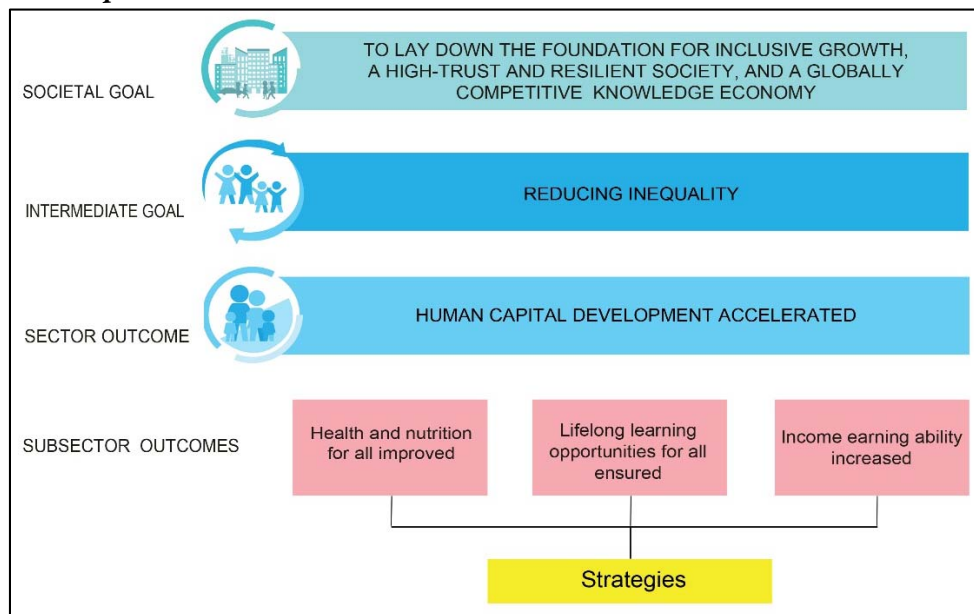 TO LAY DOWN THE FOUNDATION FOR INCLUSIVE GROWTH,
A HIGH-TRUST AND RESILIENT SOCIETY, AND A GLOBALLY
COMPETITIVE KNOWLEDGE ECONOMY
SOCIETAL GOAL
REDUCING INEQUALITY
INTERMEDIATE GOAL
HUMAN CAPITAL DEVELOPMENT ACCELERATED
SECTOR OUTCOME
SUBSECTOR OUTCOMES
Health and nutrition
for all improved
Lifelong learning
opportunities for all
ensured
Income earning ability
increased
Strategies